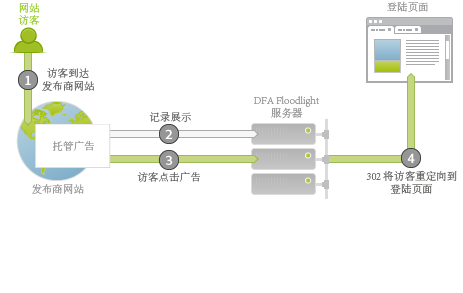 网站
访客
登陆页面
1
访客到达
发布商网站
DFA Floodlight
服务器
记录展示
2
托管广告
3
4
访客点击广告
302 将访客重定向到
登陆页面
发布商网站